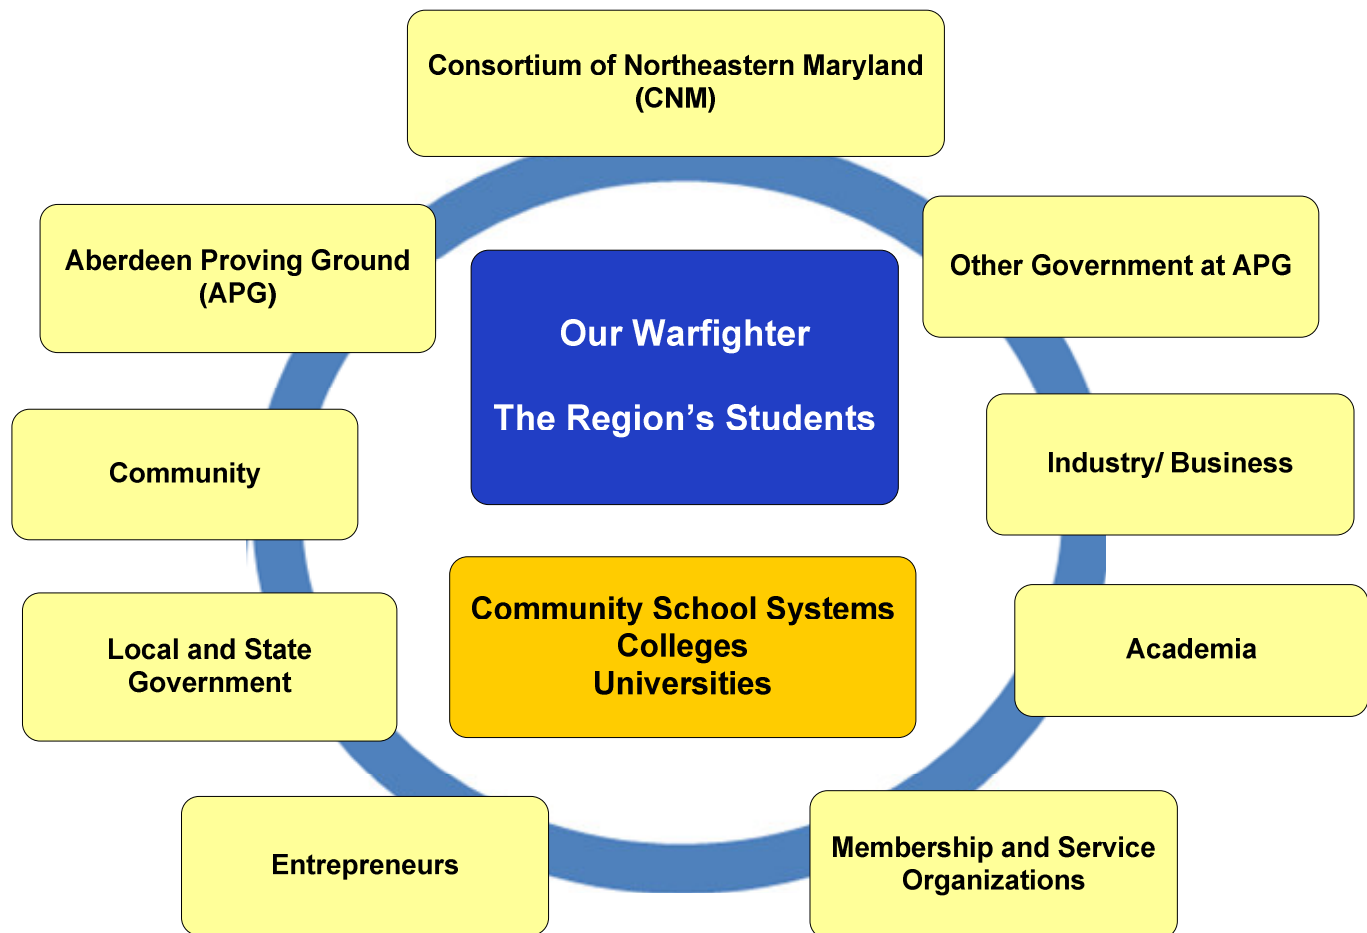 Consortium of Northeastern Maryland
(CNM)
Aberdeen Proving Ground
(APG)
Other Government at APG
Our Warfighter
The Region’s Students
Community
Industry/ Business
Community School Systems
Colleges
Universities
Local and State
Government
Academia
Entrepreneurs
Membership and Service
Organizations